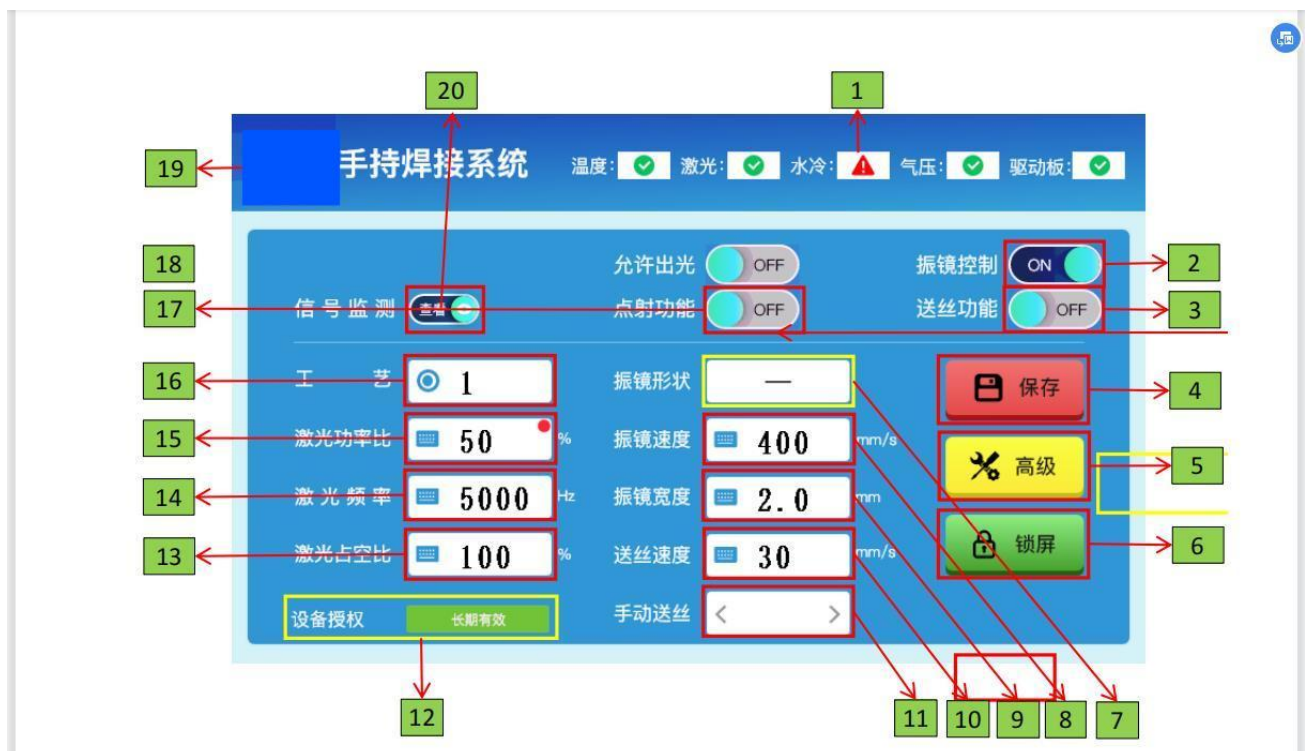 20
1
19
手持焊接系统 温度: 激光: 水冷: 气压: 驱动板:
18
允许出光 OFF 振镜控制 ON 2
17 信号监测 查看 点射功能 OFF 送丝功能 OFF 3
16 工 艺 1 振镜形状 — 保存 4
15 激光功率比 50 % 振镜速度 400 mm/s 高级 5
14 激光频率 5000 Hz 振镜宽度 2.0 mm
13 激光占空比 100 % 送丝速度 30 mm/s 锁屏 6
设备授权 长期有效 手动送丝 < >
12 11 10 9 8 7